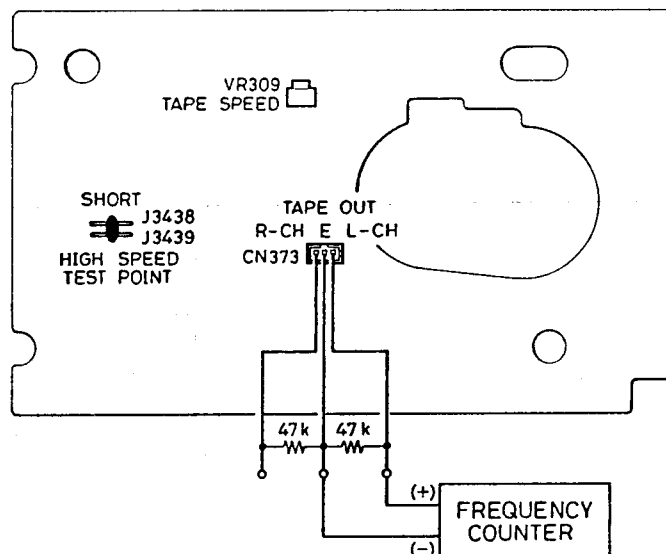 VR309
TAPE SPEED
SHORT
J3438
J3439
HIGH SPEED
TEST POINT
TAPE OUT
R-CH E L-CH
CN373
47k 47k
(+)
(-)
FREQUENCY
COUNTER